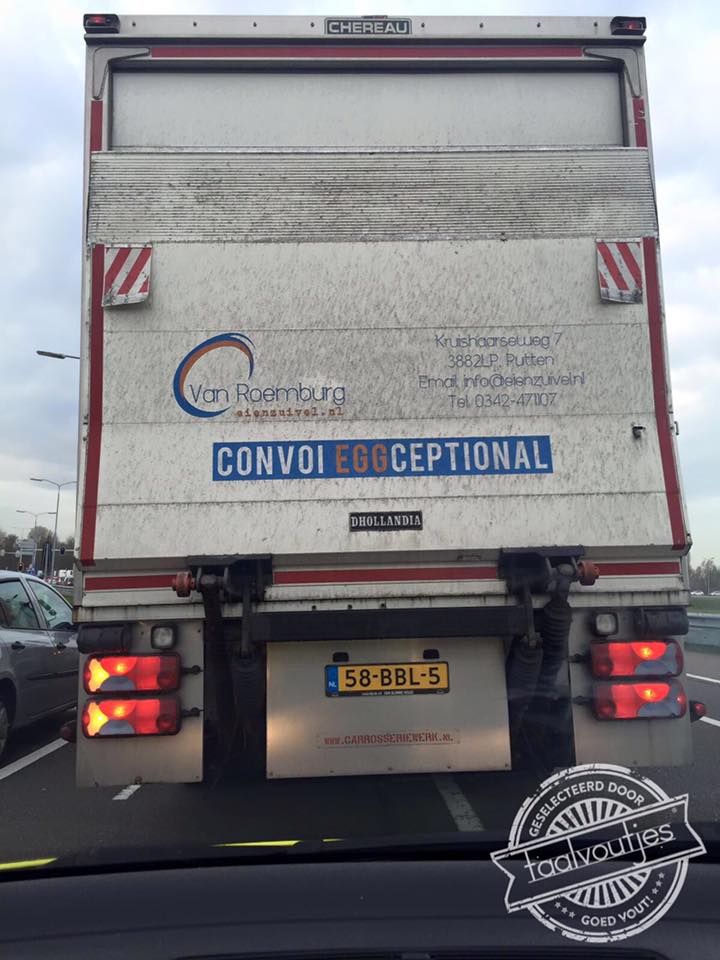 CHEREAU
Van Roemburg
eienzuivel.nl
Kruishaarseweg 7
3882LP Putten
Email info@eienzuivel.nl
Tel. 0342-471107
CONVOI EGGCEPTIONAL
DHOLLANDIA
NL 58-BBL-5
www.CARROSSERIEWERK.NL
GESELECTEERD DOOR
taalvoutjes
GOED VOUT!